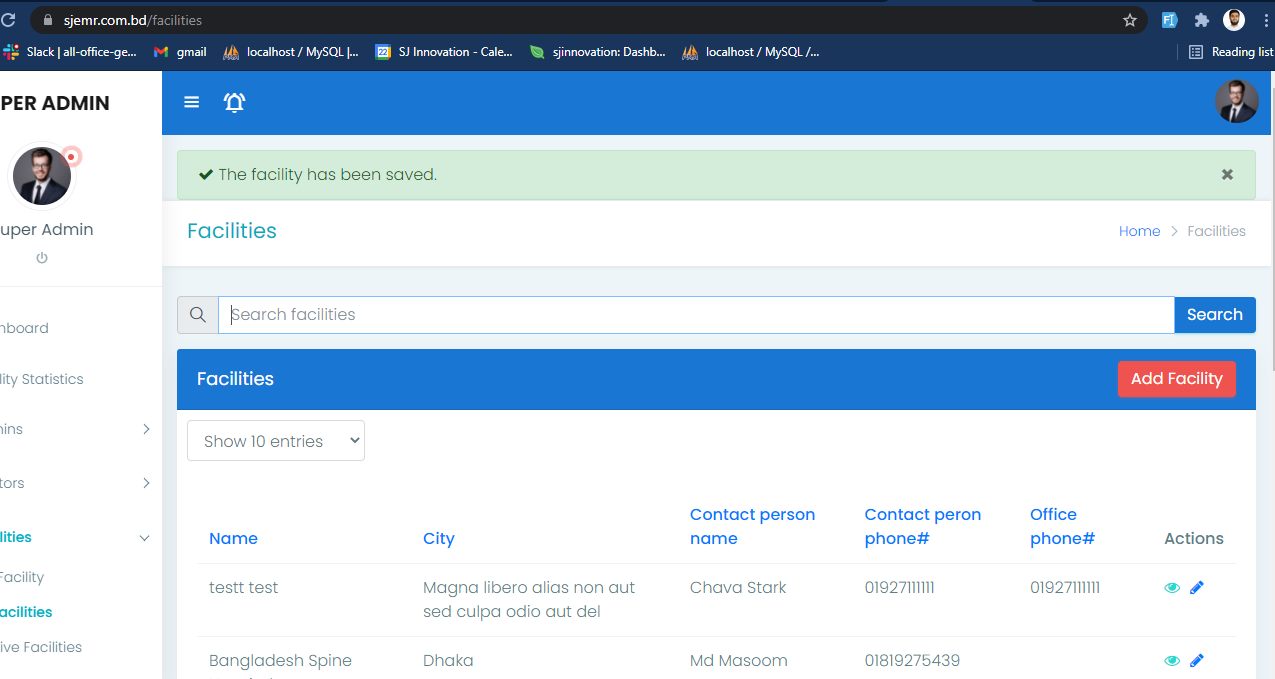 sjemr.com.bd/facilities
Slack | all-office-ge... gmail localhost / MySQL |... 22 SJ Innovation - Cale... sjinnovation: Dashb... localhost / MySQL /... Reading list
PER ADMIN
The facility has been saved. ×
uper Admin
Facilities
Home > Facilities
Search facilities
Search
nboard
lity Statistics
nins
tors
lities
Facility
acilities
ive Facilities
Facilities
Add Facility
Show 10 entries
Name City Contact person name Contact peron phone# Office phone# Actions
testt test Magna libero alias non aut sed culpa odio aut del Chava Stark 01927111111 01927111111
Bangladesh Spine Dhaka Md Masoom 01819275439